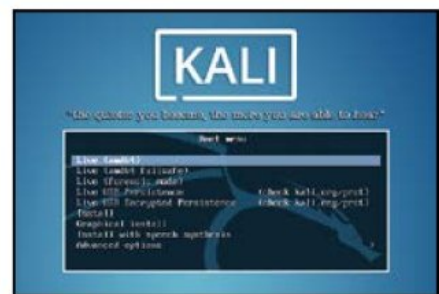 KALI
"the quieter you become, the more you are able to hear"
Boot menu
Live (amd64)
Live (amd64 failsafe)
Live (forensic mode)
Live USB Persistence (check kali.org/prst)
Live USB Encrypted Persistence (check kali.org/prst)
Install
Graphical install
Install with speech synthesis
Advanced options >